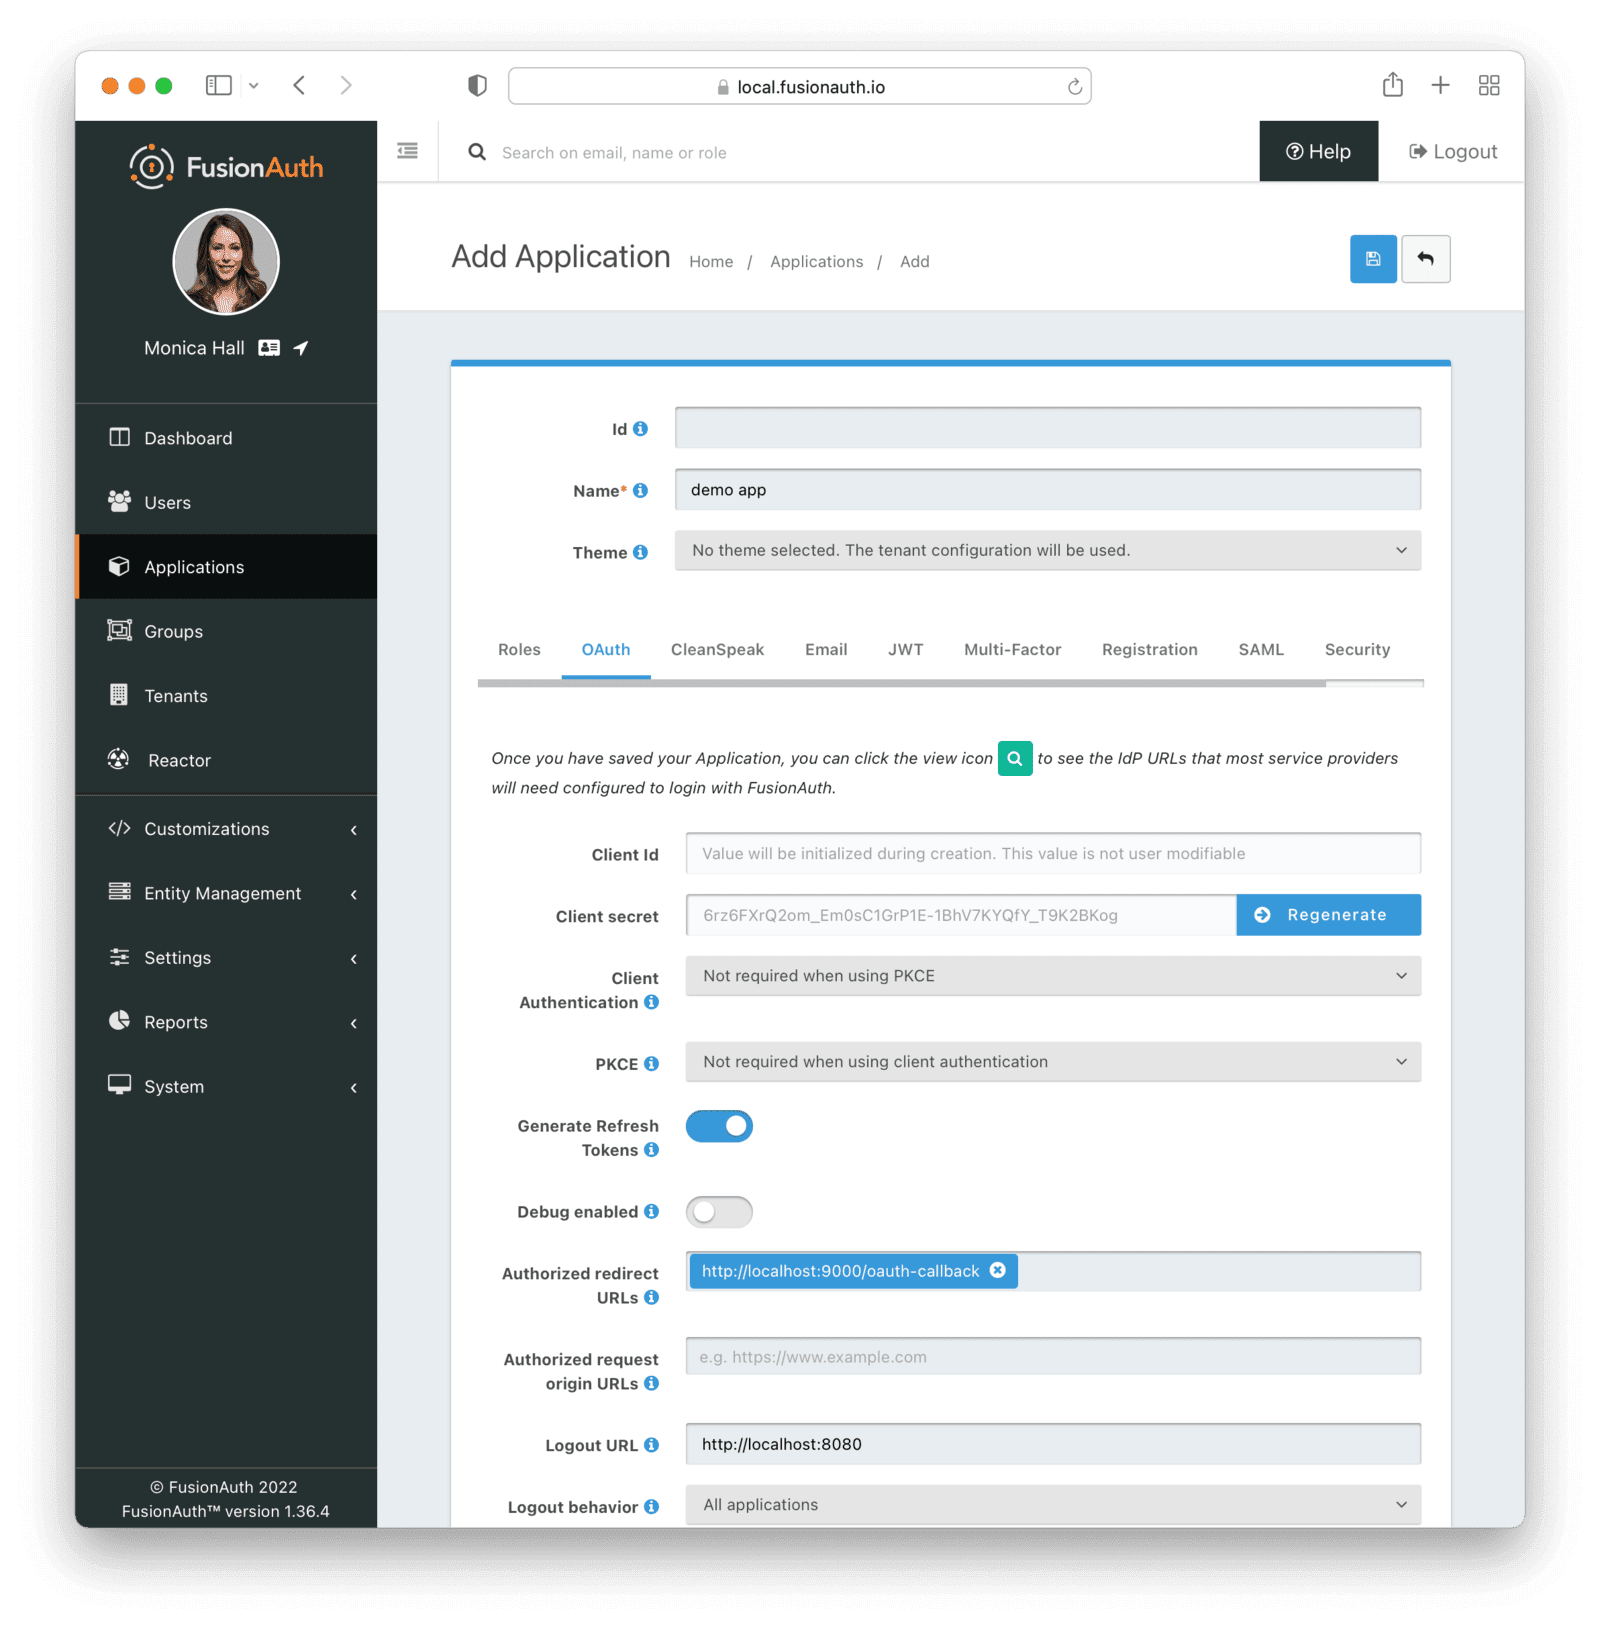 local.fusionauth.io
FusionAuth
Search on email, name or role
Help
Logout
Monica Hall
Dashboard
Users
Applications
Groups
Tenants
Reactor
Customizations
Entity Management
Settings
Reports
System
© FusionAuth 2022
FusionAuth™ version 1.36.4
Add Application
Home / Applications / Add
Id
Name* demo app
Theme No theme selected. The tenant configuration will be used.
Roles OAuth CleanSpeak Email JWT Multi-Factor Registration SAML Security
Once you have saved your Application, you can click the view icon to see the IdP URLs that most service providers
will need configured to login with FusionAuth.
Client Id Value will be initialized during creation. This value is not user modifiable
Client secret 6rz6FXrQ2om_Em0sC1GrP1E-1BhV7KYQfY_T9K2BKog Regenerate
Client
Authentication
Not required when using PKCE
PKCE Not required when using client authentication
Generate Refresh
Tokens
Debug enabled
Authorized redirect
URLs
http://localhost:9000/oauth-callback
Authorized request
origin URLs
e.g. https://www.example.com
Logout URL http://localhost:8080
Logout behavior All applications